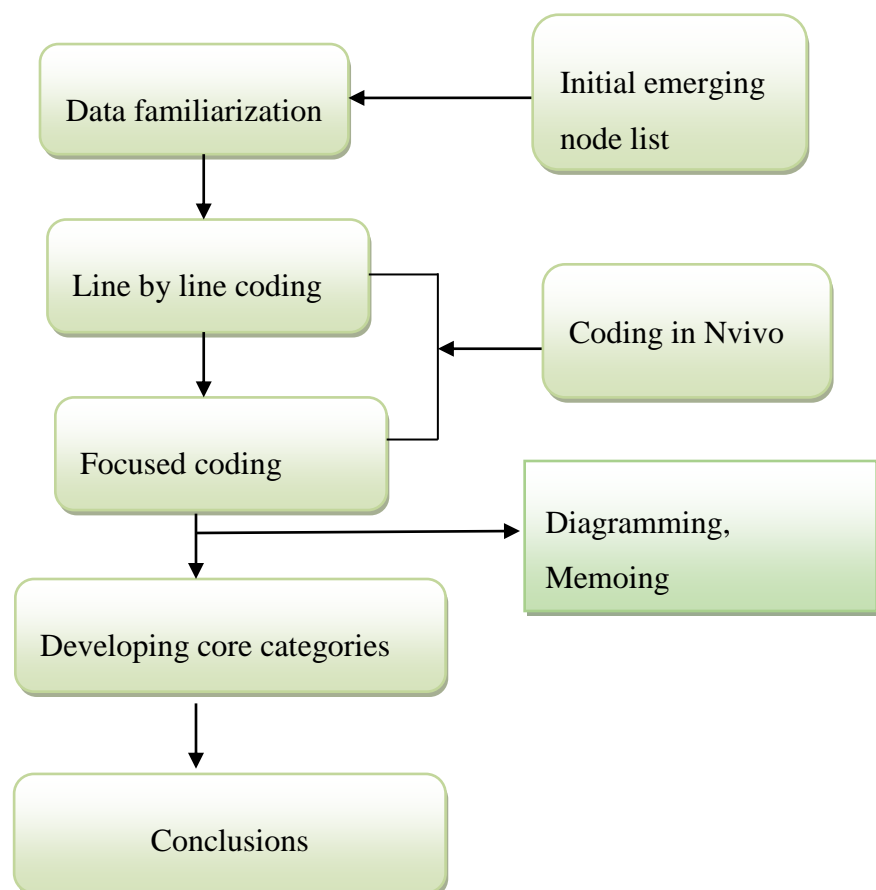 Data familiarization
Initial emerging
node list
Line by line coding
Coding in Nvivo
Focused coding
Diagramming,
Memoing
Developing core categories
Conclusions